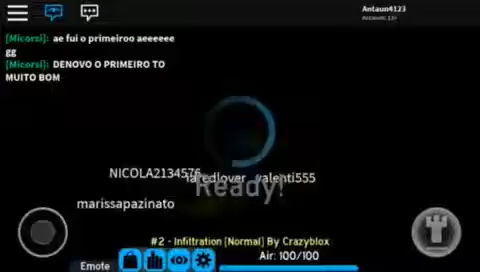 Antaun4123
[Micorsi]: ae fui o primeiroo aeeeeee
gg
[Micorsi]: DENOVO O PRIMEIRO TO
MUITO BOM
NICOLA2134576
valenti555
Ready!
marissapazinato
#2 - Infiltration [Normal] By Crazyblox
Air: 100/100
Emote